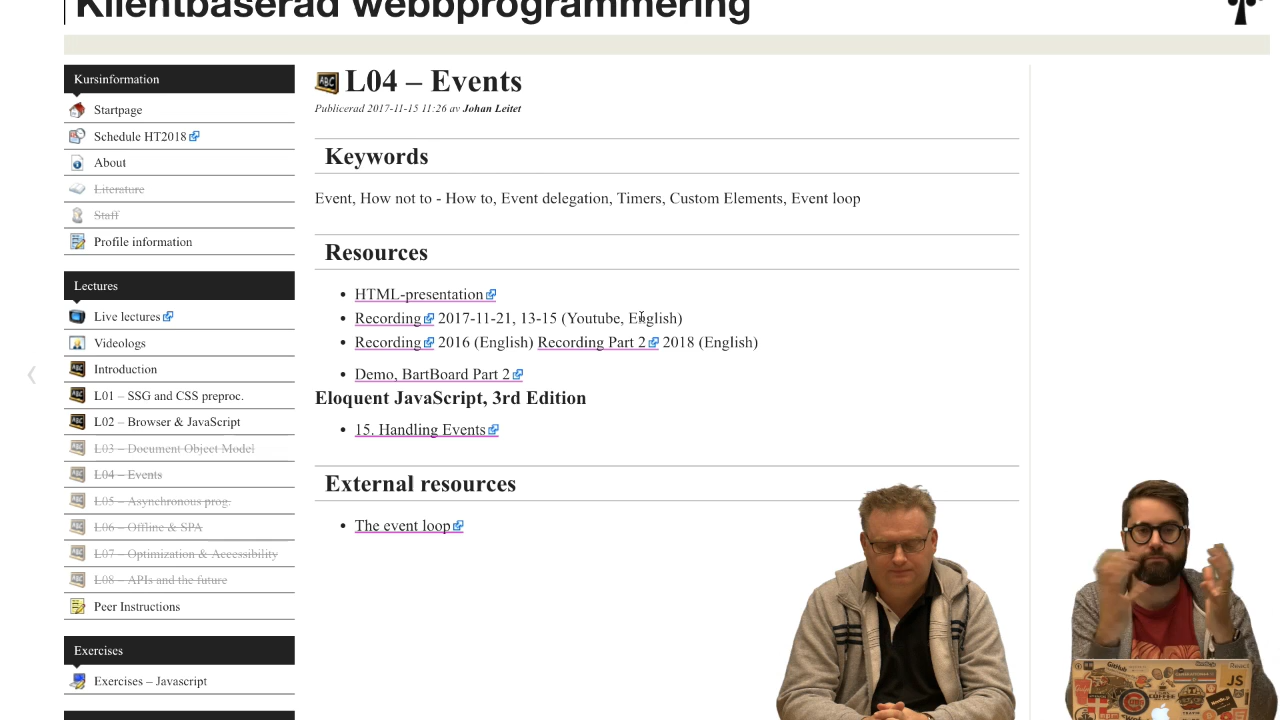 Klientbaserad webbprogrammering
Kursinformation
Startpage
Schedule HT2018
About
Literature
Staff
Profile information
Lectures
Live lectures
Videologs
Introduction
L01 – SSG and CSS preproc.
L02 – Browser & JavaScript
L03 – Document Object Model
L04 – Events
L05 – Asynchronous prog.
L06 – Offline & SPA
L07 – Optimization & Accessibility
L08 – APIs and the future
Peer Instructions
Exercises
Exercises – Javascript
L04 – Events
Publicerad 2017-11-15 11:26 av Johan Leitet
Keywords
Event, How not to - How to, Event delegation, Timers, Custom Elements, Event loop
Resources
• HTML-presentation
• Recording 2017-11-21, 13-15 (Youtube, English)
• Recording 2016 (English) Recording Part 2 2018 (English)
• Demo, BartBoard Part 2
Eloquent JavaScript, 3rd Edition
• 15. Handling Events
External resources
• The event loop
GitHub
React
JS